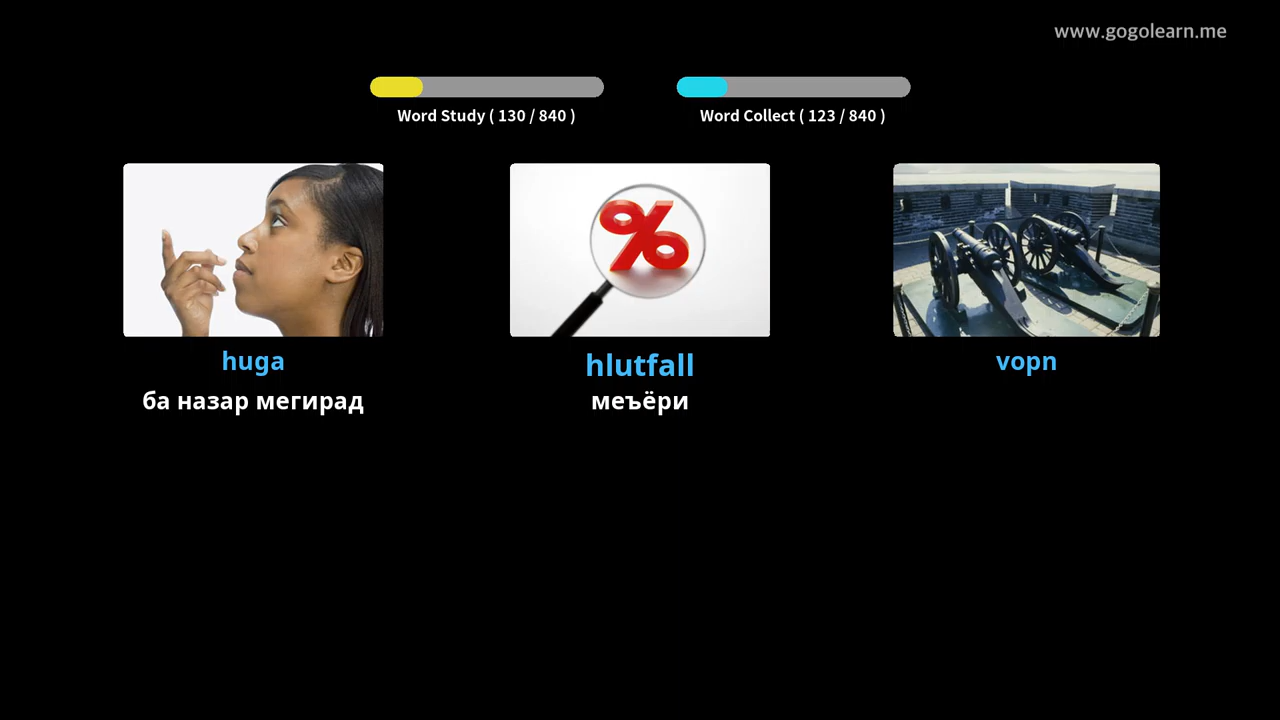 www.gogolearn.me
Word Study ( 130 / 840 )
Word Collect ( 123 / 840 )
huga
hlutfall
vopn
ба назар мегирад
меъёри